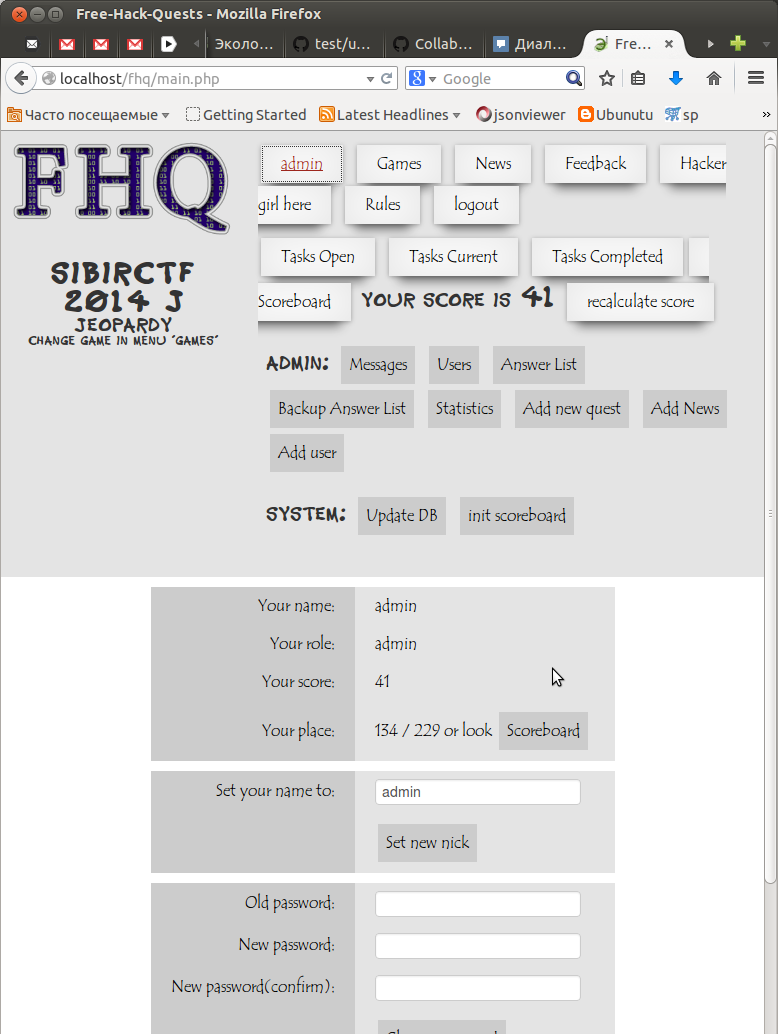 Free-Hack-Quests - Mozilla Firefox
Эколо... test/u... Collab... Диал... Fre...
localhost/fhq/main.php Google
Часто посещаемые Getting Started Latest Headlines jsonviewer Ubunutu sp »
FHQ
admin Games News Feedback Hacker
girl here Rules logout
SIBIRCTF
2014 J
JEOPARDY
CHANGE GAME IN MENU "GAMES"
Tasks Open Tasks Current Tasks Completed
Scoreboard YOUR SCORE IS 41 recalculate score
ADMIN: Messages Users Answer List
Backup Answer List Statistics Add new quest Add News
Add user
SYSTEM: Update DB init scoreboard
Your name: admin
Your role: admin
Your score: 41
Your place: 134 / 229 or look Scoreboard
Set your name to: admin
Set new nick
Old password:
New password:
New password(confirm):